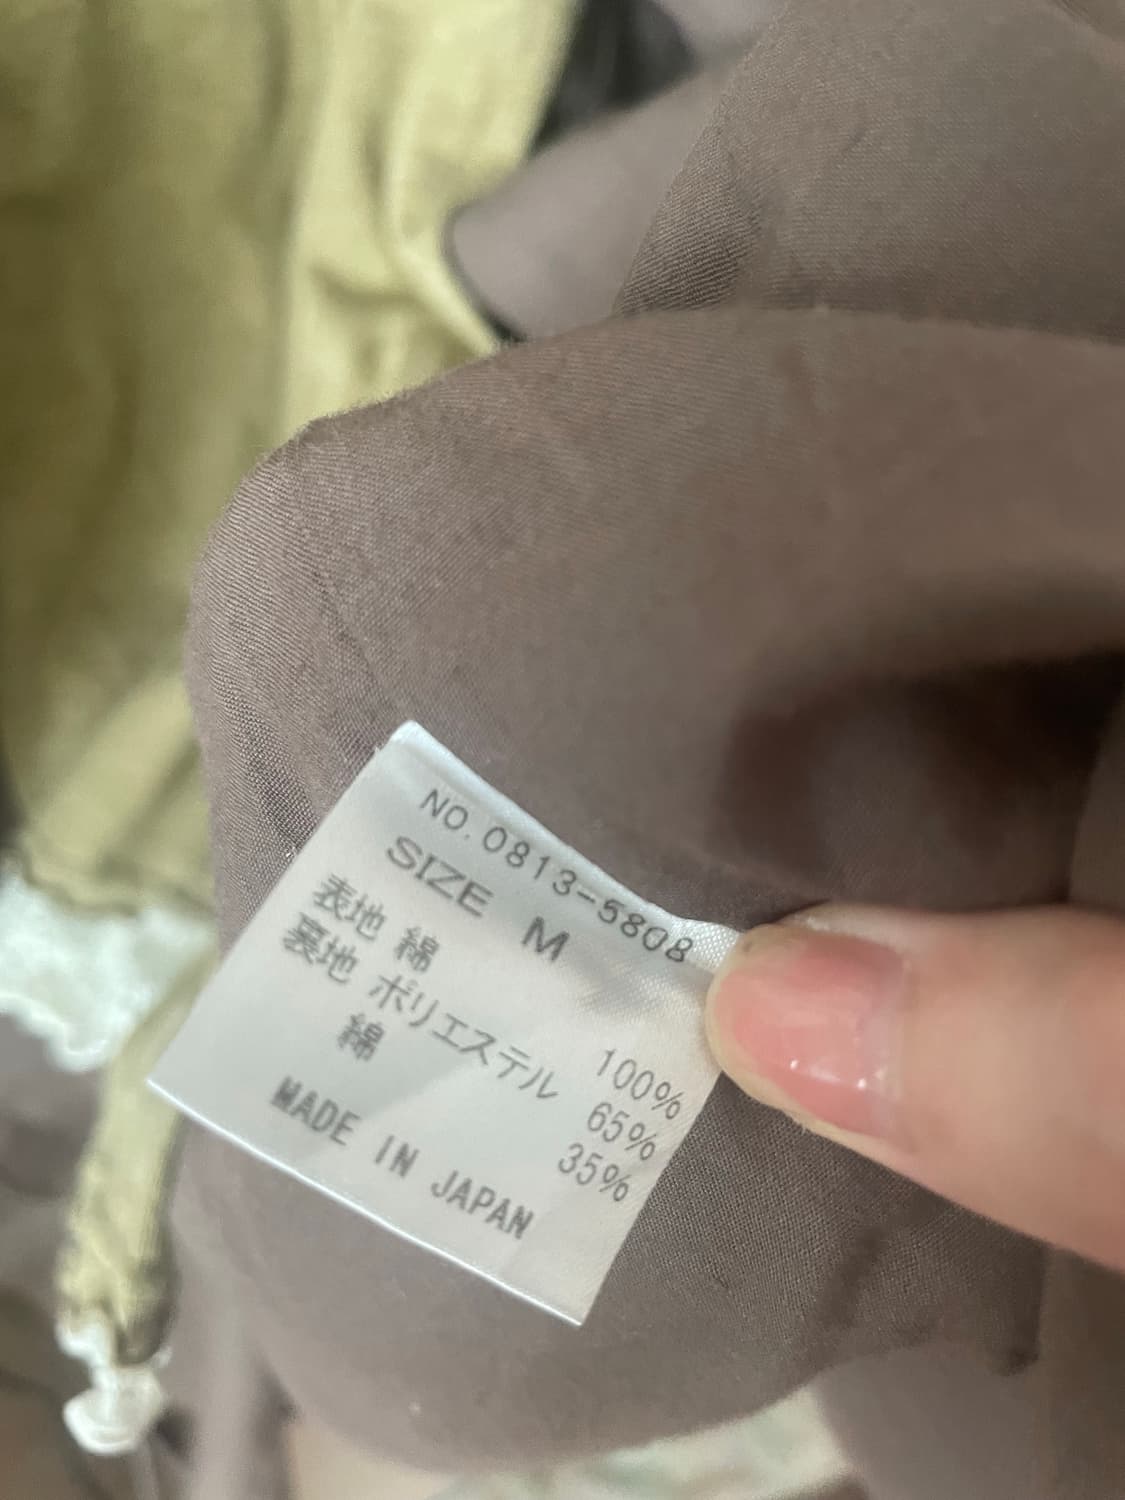 NO.0813-5808
SIZE M
表地 綿 100%
裏地 ポリエステル 65%
綿 35%
MADE IN JAPAN